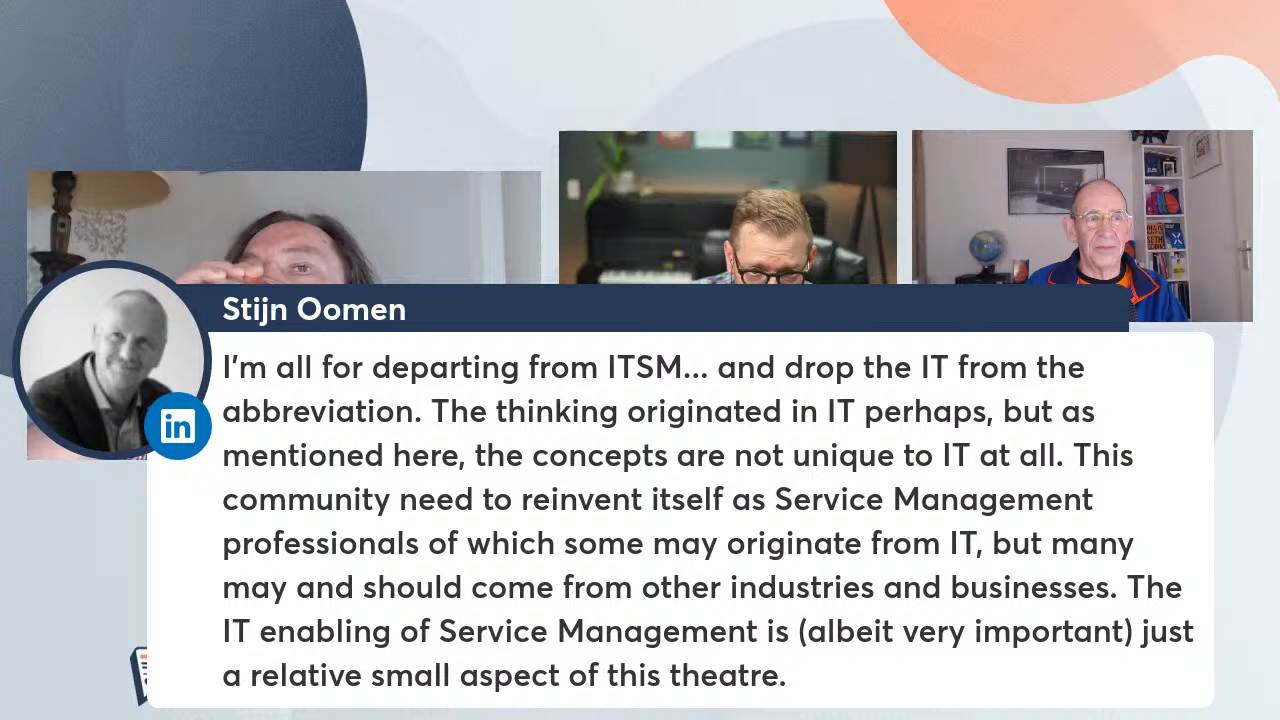 Stijn Oomen
I'm all for departing from ITSM... and drop the IT from the
abbreviation. The thinking originated in IT perhaps, but as
mentioned here, the concepts are not unique to IT at all. This
community need to reinvent itself as Service Management
professionals of which some may originate from IT, but many
may and should come from other industries and businesses. The
IT enabling of Service Management is (albeit very important) just
a relative small aspect of this theatre.
in